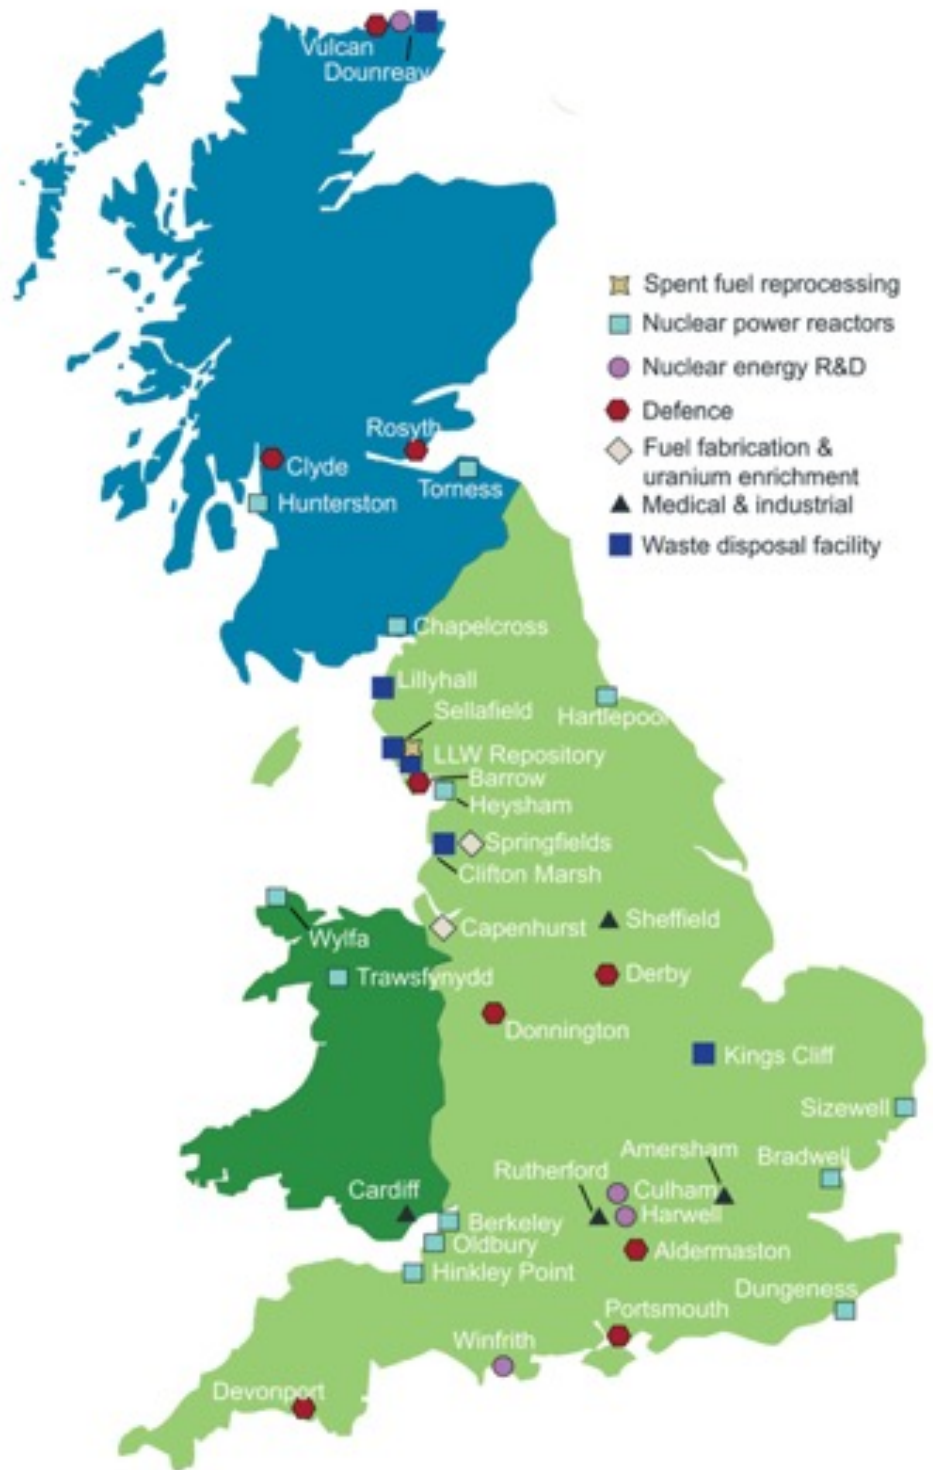 Vulcan
Dounreay
Spent fuel reprocessing
Nuclear power reactors
Nuclear energy R&D
Defence
Fuel fabrication &
uranium enrichment
Medical & industrial
Waste disposal facility
Rosyth
Clyde
Torness
Hunterston
Chapelcross
Lillyhall
Sellafield
Hartlepool
LLW Repository
Barrow
Heysham
Springfields
Clifton Marsh
Sheffield
Capenhurst
Wylfa
Derby
Trawsfynydd
Donnington
Kings Cliff
Sizewell
Amersham
Bradwell
Rutherford
Cardiff
Culham
Harwell
Berkeley
Oldbury
Aldermaston
Hinkley Point
Dungeness
Portsmouth
Winfrith
Devonport